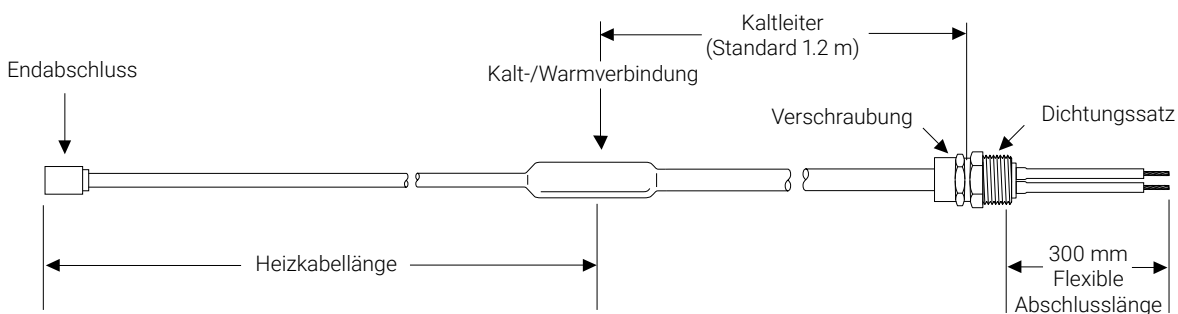 Kaltleiter
(Standard 1.2 m)
Endabschluss
Kalt-/Warmverbindung
Verschraubung
Dichtungssatz
Heizkabellänge
300 mm
Flexible
Abschlusslänge